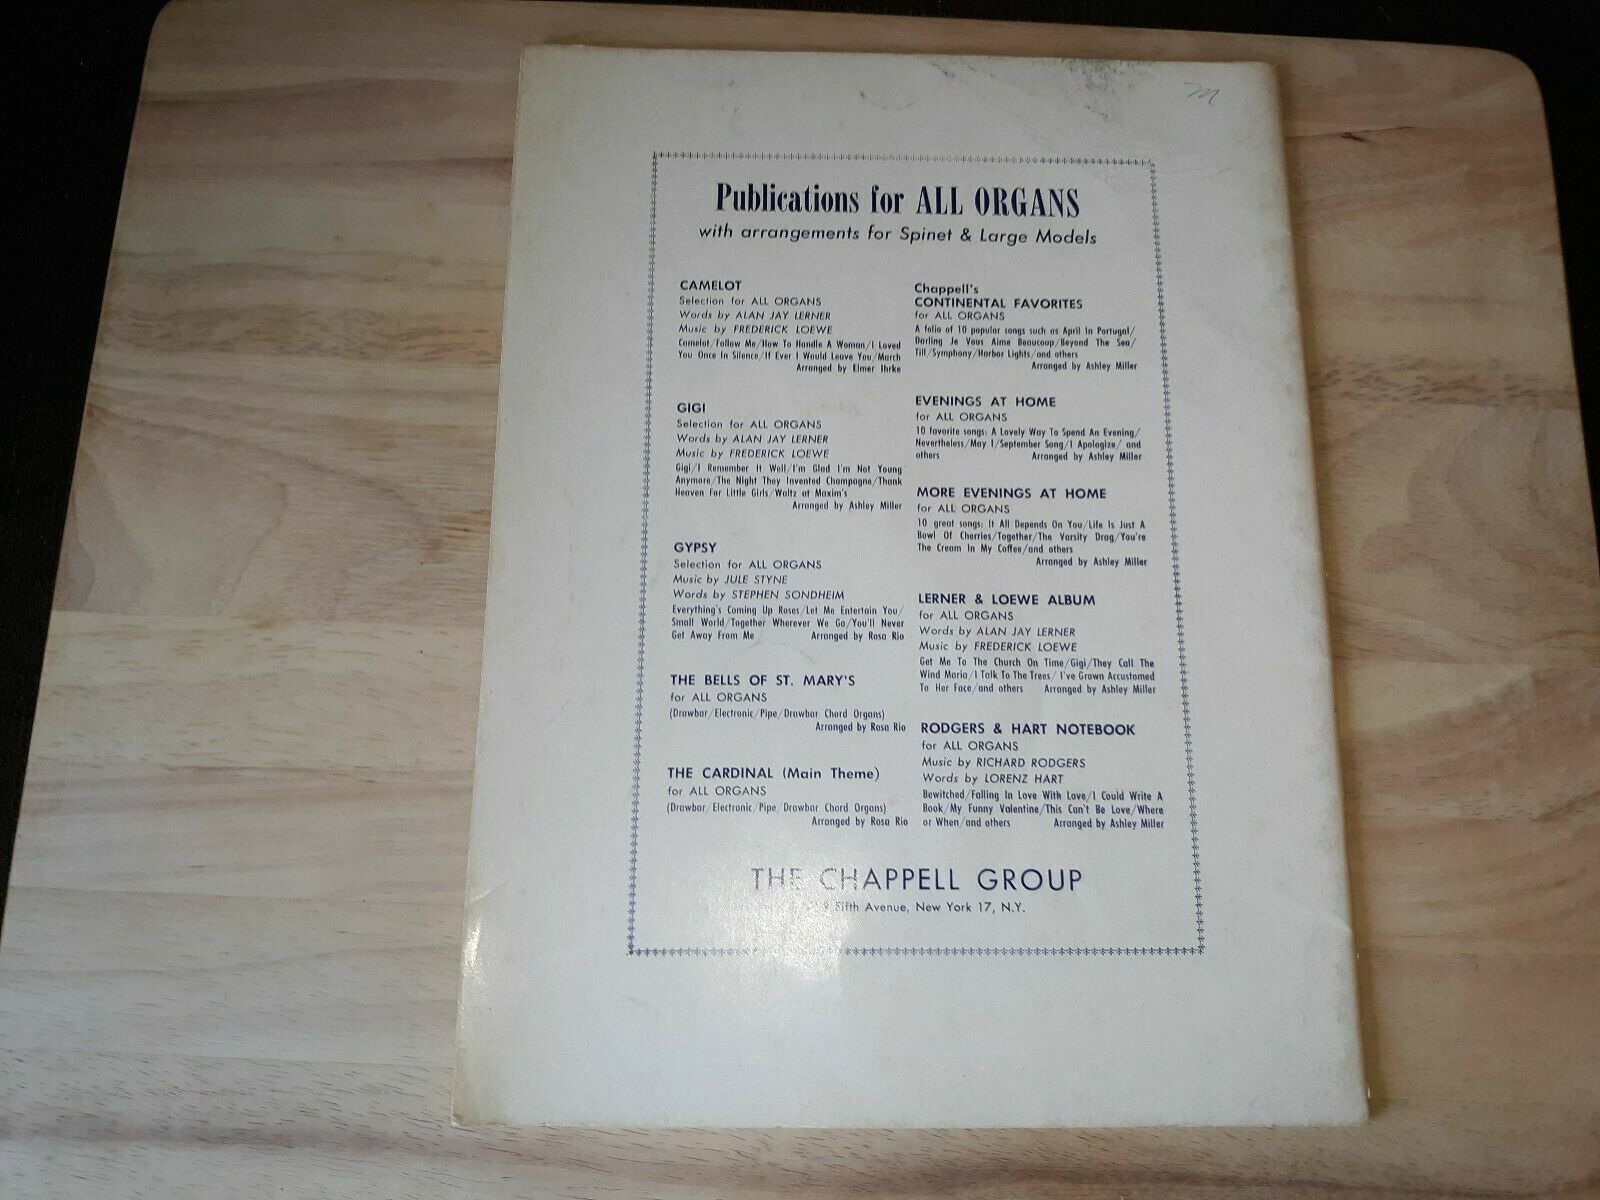 m
Publications for ALL ORGANS
with arrangements for Spinet & Large Models
CAMELOT
Selection for ALL ORGANS
Words by ALAN JAY LERNER
Music by FREDERICK LOEWE
Camelot/Follow Me/How To Handle A Woman/I Loved
You Once In Silence/If Ever I Would Leave You/March
Arranged by Elmer Ihrke
GIGI
Selection for ALL ORGANS
Words by ALAN JAY LERNER
Music by FREDERICK LOEWE
Gigi/I Remember It Well/I'm Glad I'm Not Young
Anymore/The Night They Invented Champagne/Thank
Heaven For Little Girls/Waltz at Maxim's
Arranged by Ashley Miller
GYPSY
Selection for ALL ORGANS
Music by JULE STYNE
Words by STEPHEN SONDHEIM
Everything's Coming Up Roses/Let Me Entertain You/
Small World/Together Wherever We Go/You'll Never
Get Away From Me Arranged by Rosa Rio
THE BELLS OF ST. MARY'S
for ALL ORGANS
(Drawbar/Electronic/Pipe/Drawbar Chord Organs)
Arranged by Rosa Rio
THE CARDINAL (Main Theme)
for ALL ORGANS
(Drawbar/Electronic/Pipe/Drawbar Chord Organs)
Arranged by Rosa Rio
Chappell's
CONTINENTAL FAVORITES
for ALL ORGANS
A folio of 10 popular songs such as April In Portugal/
Darling Je Vous Aime Beaucoup/Beyond The Sea/
Till/Symphony/Harbor Lights/and others
Arranged by Ashley Miller
EVENINGS AT HOME
for ALL ORGANS
10 favorite songs: A Lovely Way To Spend An Evening/
Nevertheless/May I/September Song/I Apologize/ and
others Arranged by Ashley Miller
MORE EVENINGS AT HOME
for ALL ORGANS
10 great songs: It All Depends On You/Life Is Just A
Bowl Of Cherries/Together/The Varsity Drag/You're
The Cream In My Coffee/and others
Arranged by Ashley Miller
LERNER & LOEWE ALBUM
for ALL ORGANS
Words by ALAN JAY LERNER
Music by FREDERICK LOEWE
Get Me To The Church On Time/Gigi/They Call The
Wind Maria/I Talk To The Trees/ I've Grown Accustomed
To Her Face/and others Arranged by Ashley Miller
RODGERS & HART NOTEBOOK
for ALL ORGANS
Music by RICHARD RODGERS
Words by LORENZ HART
Bewitched/Falling In Love With Love/I Could Write A
Book/My Funny Valentine/This Can't Be Love/Where
or When/and others Arranged by Ashley Miller
THE CHAPPELL GROUP
Fifth Avenue, New York 17, N.Y.